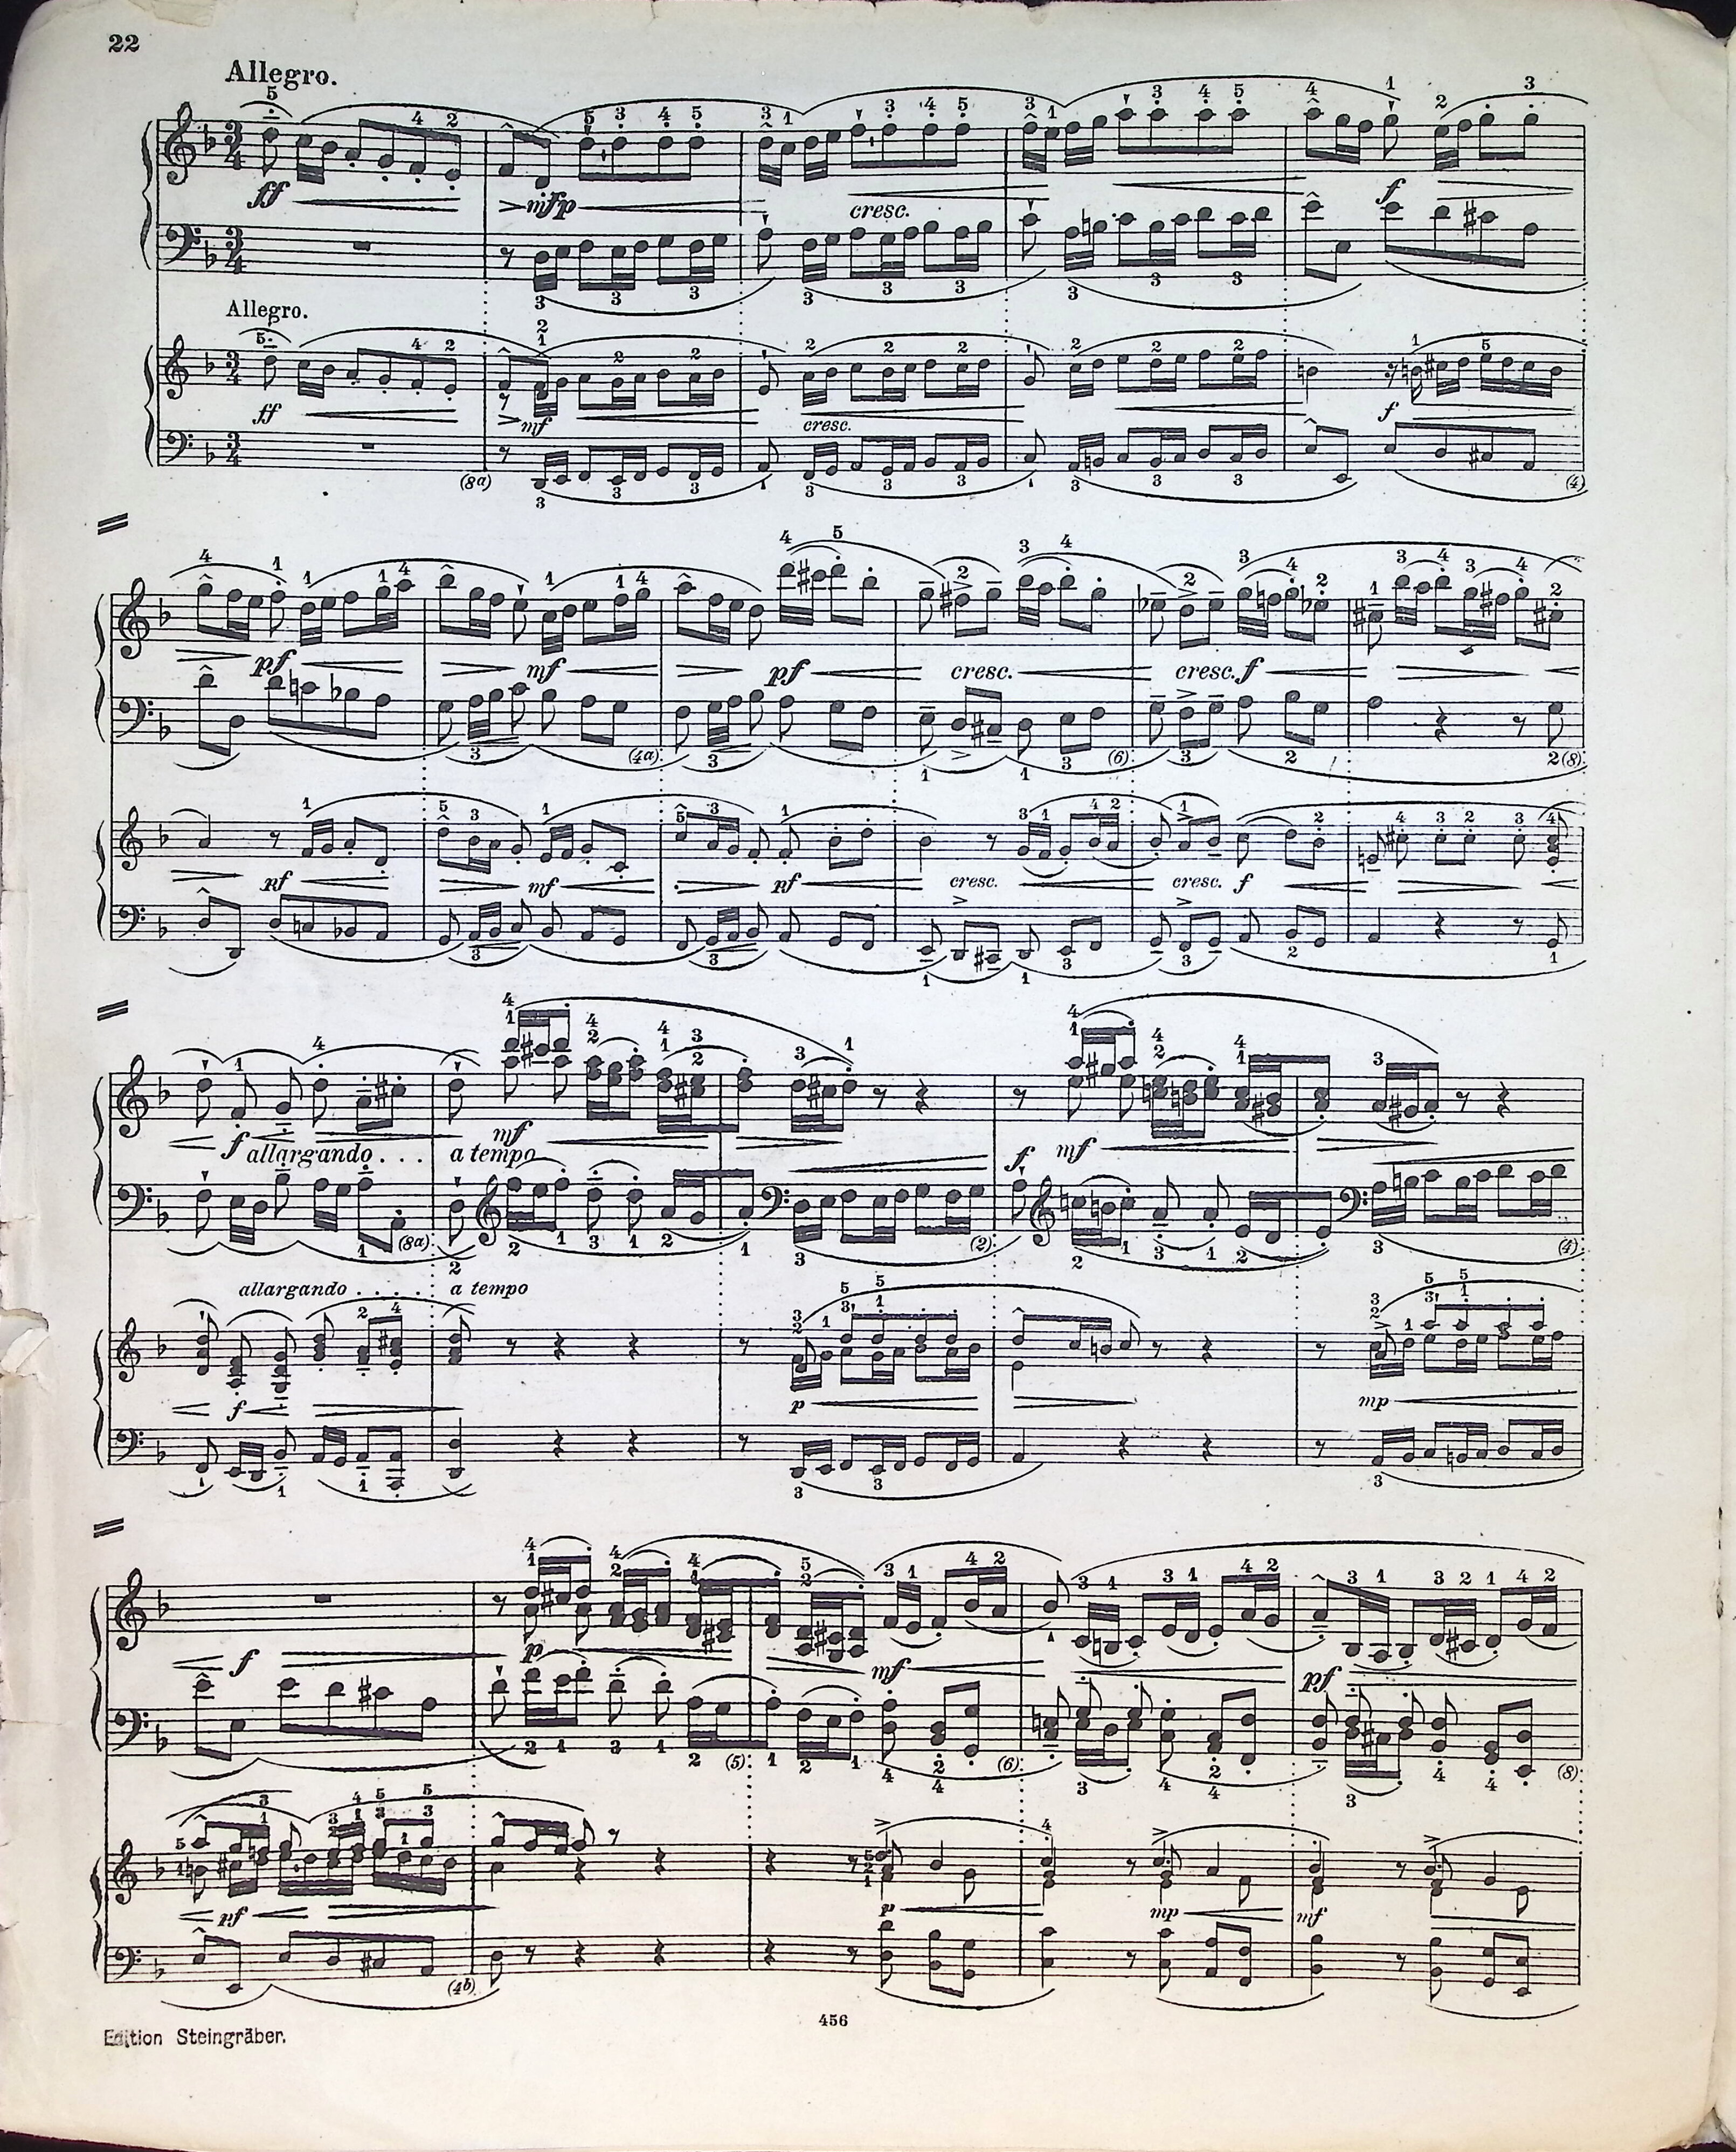 22
Allegro.
ff mfp cresc. f
Allegro.
ff mf cresc. f
(8a) (4)
pf mf pf cresc. cresc. f
(4a) (6) (8)
pf mf pf cresc. cresc. f
f allargando . . . a tempo mf f mf
(8a) (2) (4)
allargando . . . . a tempo
f p mp
f p mf pf
(5) (6) (8)
pf p mp mf
(4b)
456
Edition Steingräber.